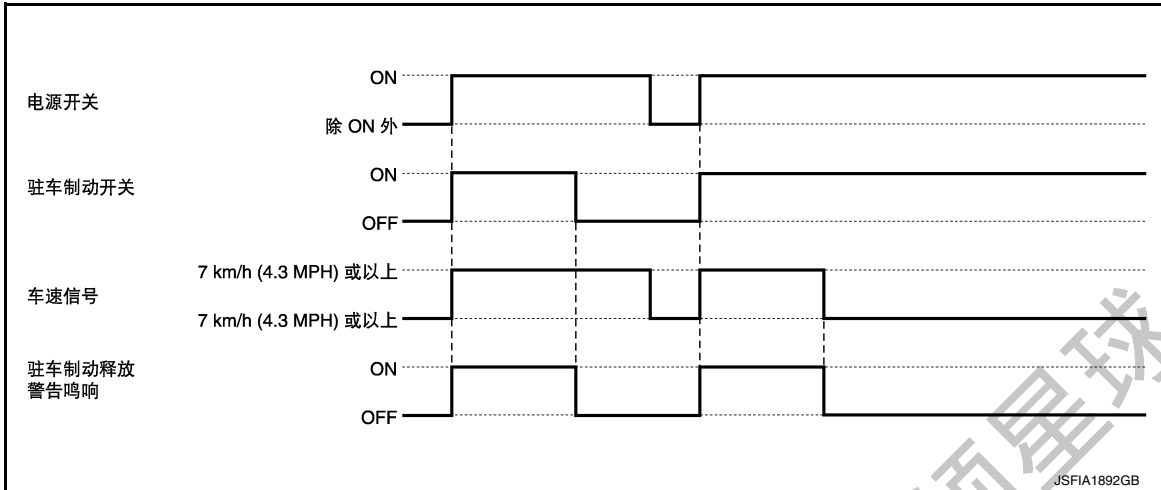 电源开关
ON
除 ON 外
驻车制动开关
ON
OFF
车速信号
7 km/h (4.3 MPH) 或以上
7 km/h (4.3 MPH) 或以上
驻车制动释放
警告鸣响
ON
OFF
星球
JSFIA1892GB